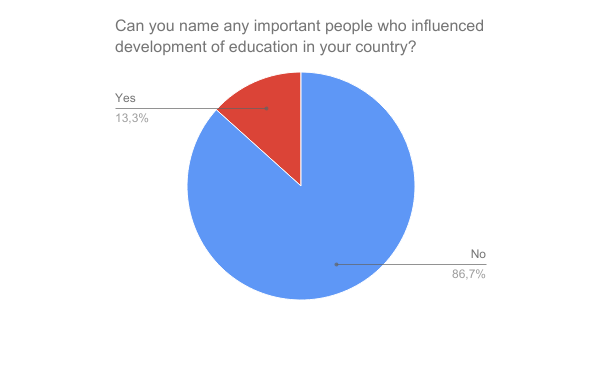 Can you name any important people who influenced
development of education in your country?
Yes
13,3%
No
86,7%